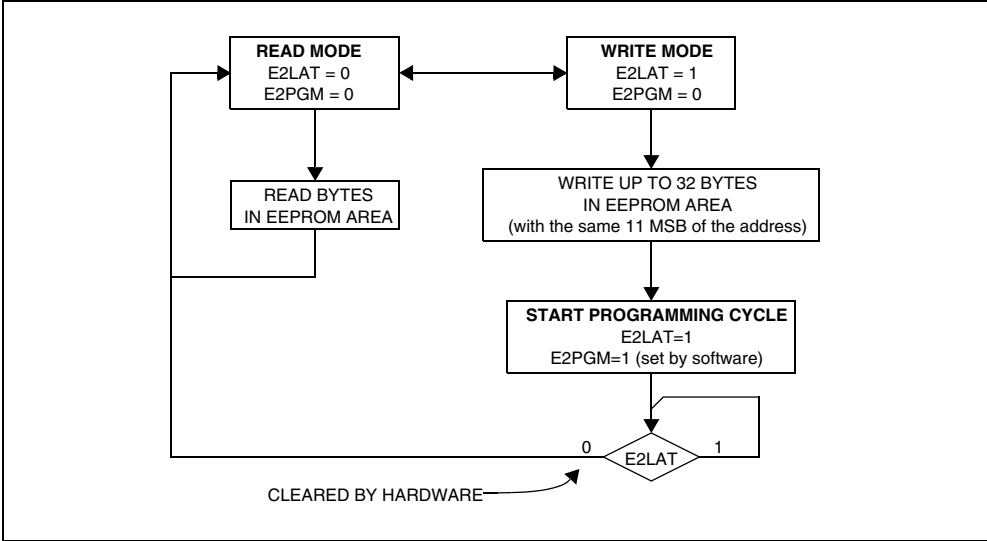 READ MODE
E2LAT = 0
E2PGM = 0
WRITE MODE
E2LAT = 1
E2PGM = 0
READ BYTES
IN EEPROM AREA
WRITE UP TO 32 BYTES
IN EEPROM AREA
(with the same 11 MSB of the address)
START PROGRAMMING CYCLE
E2LAT=1
E2PGM=1 (set by software)
0
1
E2LAT
CLEARED BY HARDWARE